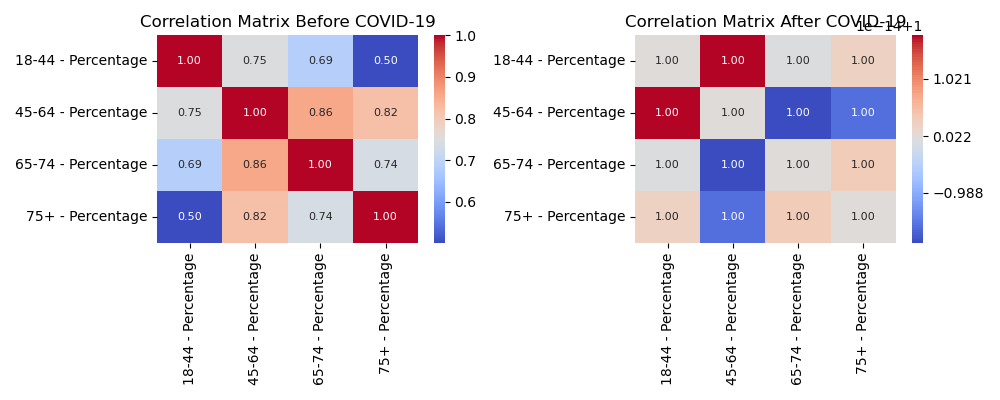 Correlation Matrix Before COVID-19
18-44 - Percentage
45-64 - Percentage
65-74 - Percentage
75+ - Percentage
1.00 0.75 0.69 0.50
0.75 1.00 0.86 0.82
0.69 0.86 1.00 0.74
0.50 0.82 0.74 1.00
18-44 - Percentage
45-64 - Percentage
65-74 - Percentage
75+ - Percentage
1.0
0.9
0.8
0.7
0.6
Correlation Matrix After COVID-19
1e−14+1
18-44 - Percentage
45-64 - Percentage
65-74 - Percentage
75+ - Percentage
1.00 1.00 1.00 1.00
1.00 1.00 1.00 1.00
1.00 1.00 1.00 1.00
1.00 1.00 1.00 1.00
18-44 - Percentage
45-64 - Percentage
65-74 - Percentage
75+ - Percentage
1.021
0.022
−0.988